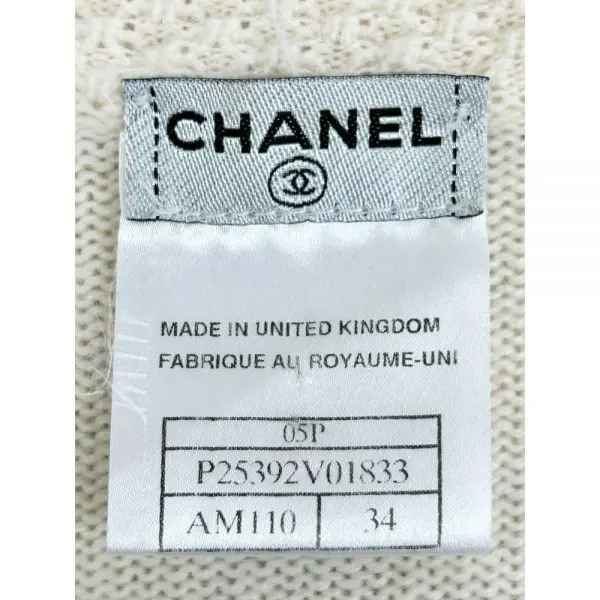 CHANEL
MADE IN UNITED KINGDOM
FABRIQUE AU ROYAUME-UNI
05P
P25392V01833
AM110 34